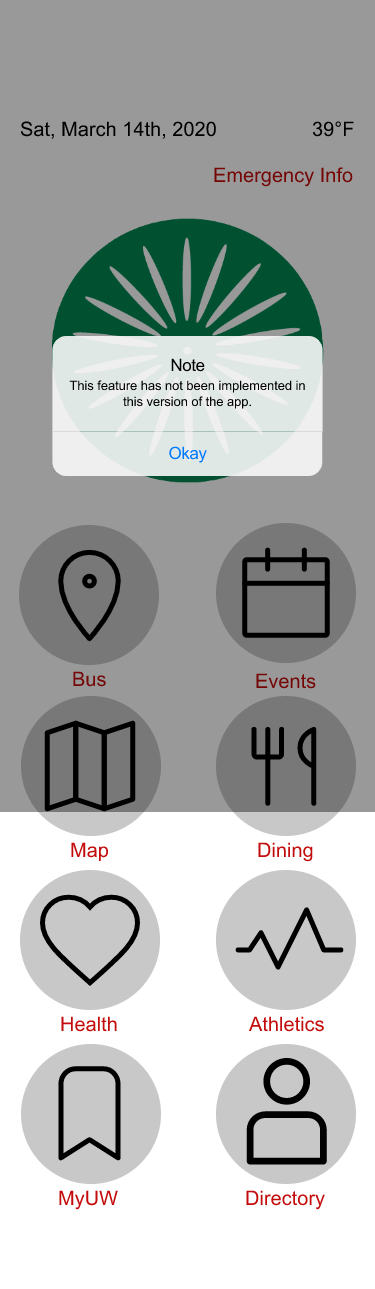 Sat, March 14th, 2020 39°F
Emergency Info
Note
This feature has not been implemented in
this version of the app.
Okay
Bus Events
Map Dining
Health Athletics
MyUW Directory